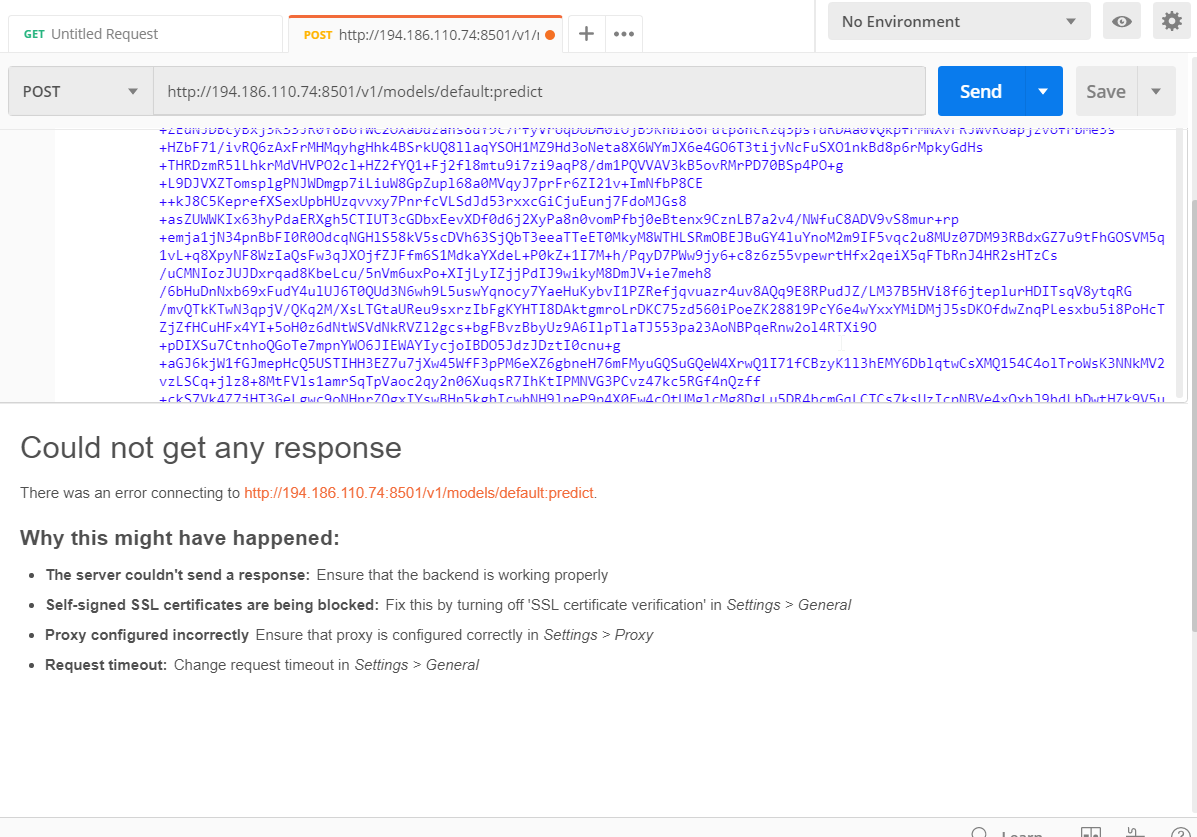 GET Untitled Request
POST http://194.186.110.74:8501/v1/
No Environment
POST
http://194.186.110.74:8501/v1/models/default:predict
Send
Save
+HZbF71/ivRQ6zAxFrMHMqyhgHhk4BSrkUQ8llaqYSOH1MZ9Hd3oNeta8X6WYmJX6e4GO6T3tijvNcFuSXO1nkBd8p6rMpkyGdHs
+THRDzmR5lLhkrMdVHVPO2cl+HZ2fYQ1+Fj2fl8mtu9i7zi9aqP8/dm1PQVVAV3kB5ovRMrPD70BSp4PO+g
+L9DJVXZTomsplgPNJWDmgp7iLiuW8GpZupl68a0MVqyJ7prFr6ZI21v+ImNfbP8CE
++kJ8C5KeprefXSexUpbHUzqvvxy7PnrfcVLSdJd53rxxcGiCjuEunj7FdoMJGs8
+asZUWWKIx63hyPdaERXgh5CTIUT3cGDbxEevXDf0d6j2XyPa8n0vomPfbj0eBtenx9CznLB7a2v4/NWfuC8ADV9vS8mur+rp
+emja1jN34pnBbFI0R0OdcqNGHlS58kV5scDVh63SjQbT3eeaTTeET0MkyM8WTHLSRmOBEJBuGY4luYnoM2m9IF5vqc2u8MUz07DM93RBdxGZ7u9tFhGOSVM5q
1vL+q8XpyNF8WzIaQsFw3qJXOjfZJFfm6S1MdkaYXdeL+P0kZ+1I7M+h/PqyD7PWw9jy6+c8z6z55vpewrtHfx2qeiX5qFTbRnJ4HR2sHTzCs
/uCMNIozJUJDxrqad8KbeLcu/5nVm6uxPo+XIjLyIZjjPdIJ9wikyM8DmJV+ie7meh8
/6bHuDnNxb69xFudY4ulUJ6T0QUd3N6wh9L5uswYqnocy7YaeHuKybvI1PZRefjqvuazr4uv8AQq9E8RPudJZ/LM37B5HVi8f6jteplurHDITsqV8ytqRG
/mvQTkKTwN3qpjV/QKq2M/XsLTGtaUReu9sxrzIbFgKYHTI8DAktgmroLrDKC75zd560iPoeZK28819PcY6e4wYxxYMiDMjJ5sDKOfdwZnqPLesxbu5i8PoHcT
ZjZfHCuHFx4YI+5oH0z6dNtWSVdNkRVZl2gcs+bgFBvzBbyUz9A6IlpTlaTJ553pa23AoNBPqeRnw2ol4RTXi9O
+pDIXSu7CtnhoQGoTe7mpnYWO6JIEWAYIycjoIBDO5JdzJDztI0cnu+g
+aGJ6kjW1fGJmepHcQ5USTIHH3EZ7u7jXw45WfF3pPM6eXZ6gbneH76mFMyuGQSuGQeW4XrwQ1I71fCBzyK1l3hEMY6DblqtwCsXMQ154C4olTroWsK3NNkMV2
vzLSCq+jlz8+8MtFVls1amrSqTpVaoc2qy2n06XuqsR7IhKtIPMNVG3PCvz47kc5RGf4nQzff
Could not get any response
There was an error connecting to http://194.186.110.74:8501/v1/models/default:predict.
Why this might have happened:
The server couldn't send a response: Ensure that the backend is working properly
Self-signed SSL certificates are being blocked: Fix this by turning off 'SSL certificate verification' in Settings > General
Proxy configured incorrectly Ensure that proxy is configured correctly in Settings > Proxy
Request timeout: Change request timeout in Settings > General
Learn